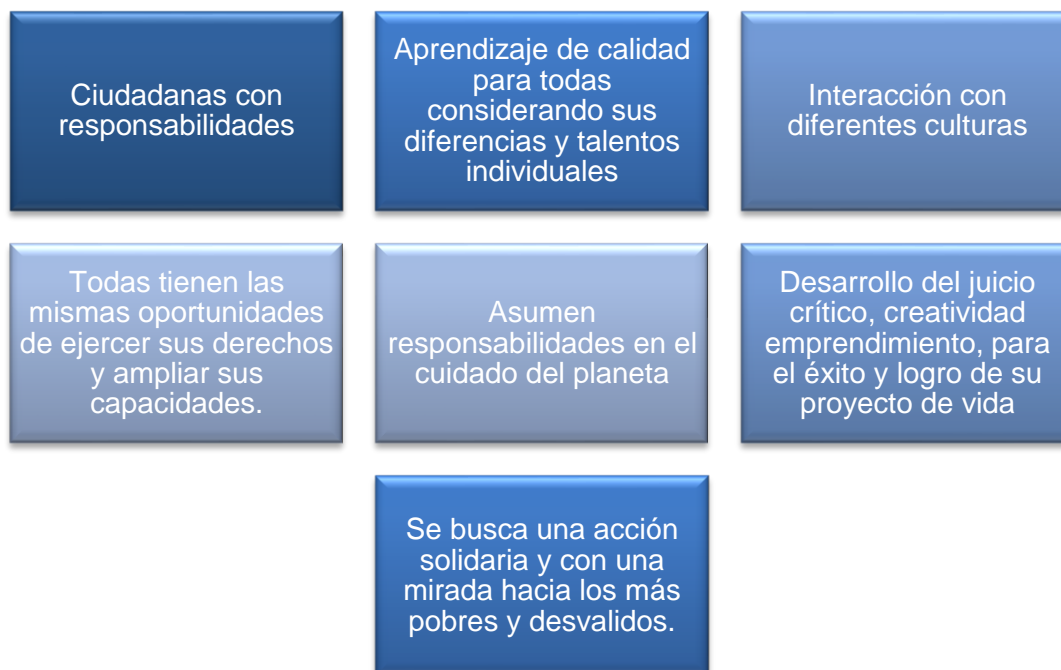 Ciudadanas con
responsabilidades
Aprendizaje de calidad
para todas
considerando sus
diferencias y talentos
individuales
Interacción con
diferentes culturas
Todas tienen las
mismas oportunidades
de ejercer sus derechos
y ampliar sus
capacidades.
Asumen
responsabilidades en el
cuidado del planeta
Desarrollo del juicio
crítico, creatividad
emprendimiento, para
el éxito y logro de su
proyecto de vida
Se busca una acción
solidaria y con una
mirada hacia los más
pobres y desvalidos.